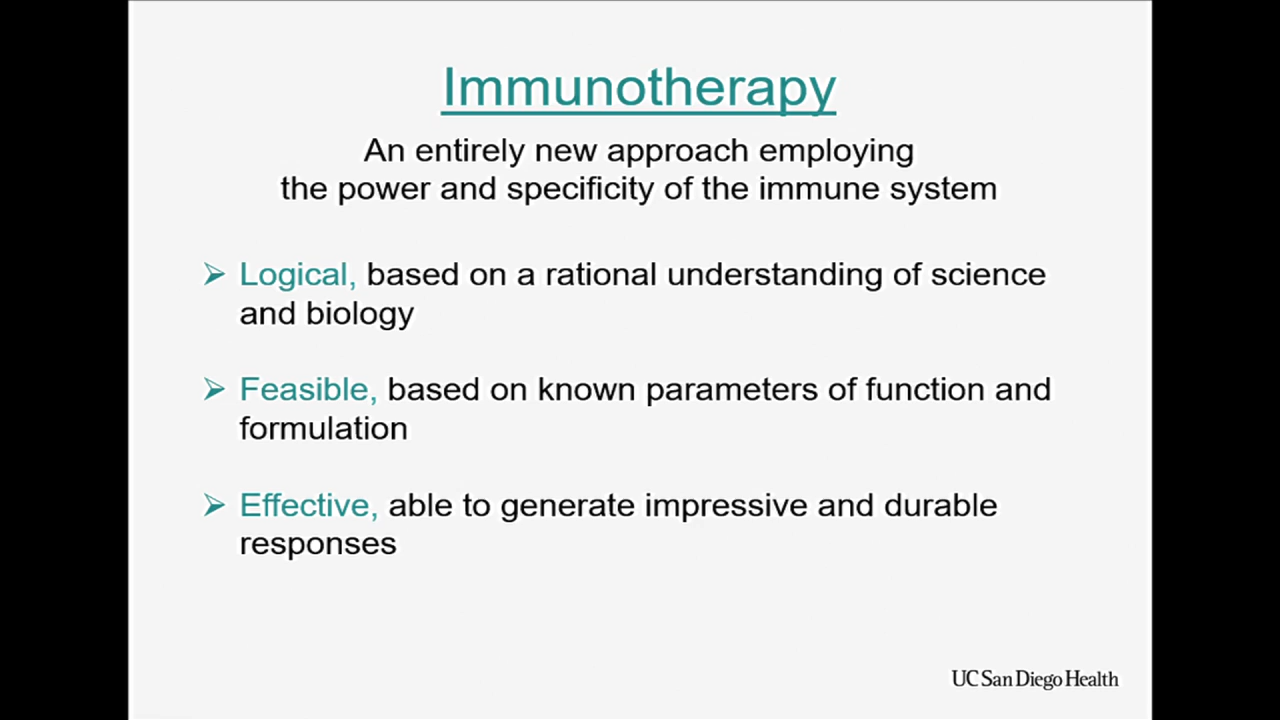 Immunotherapy
An entirely new approach employing
the power and specificity of the immune system
Logical, based on a rational understanding of science
and biology
Feasible, based on known parameters of function and
formulation
Effective, able to generate impressive and durable
responses
UC San Diego Health